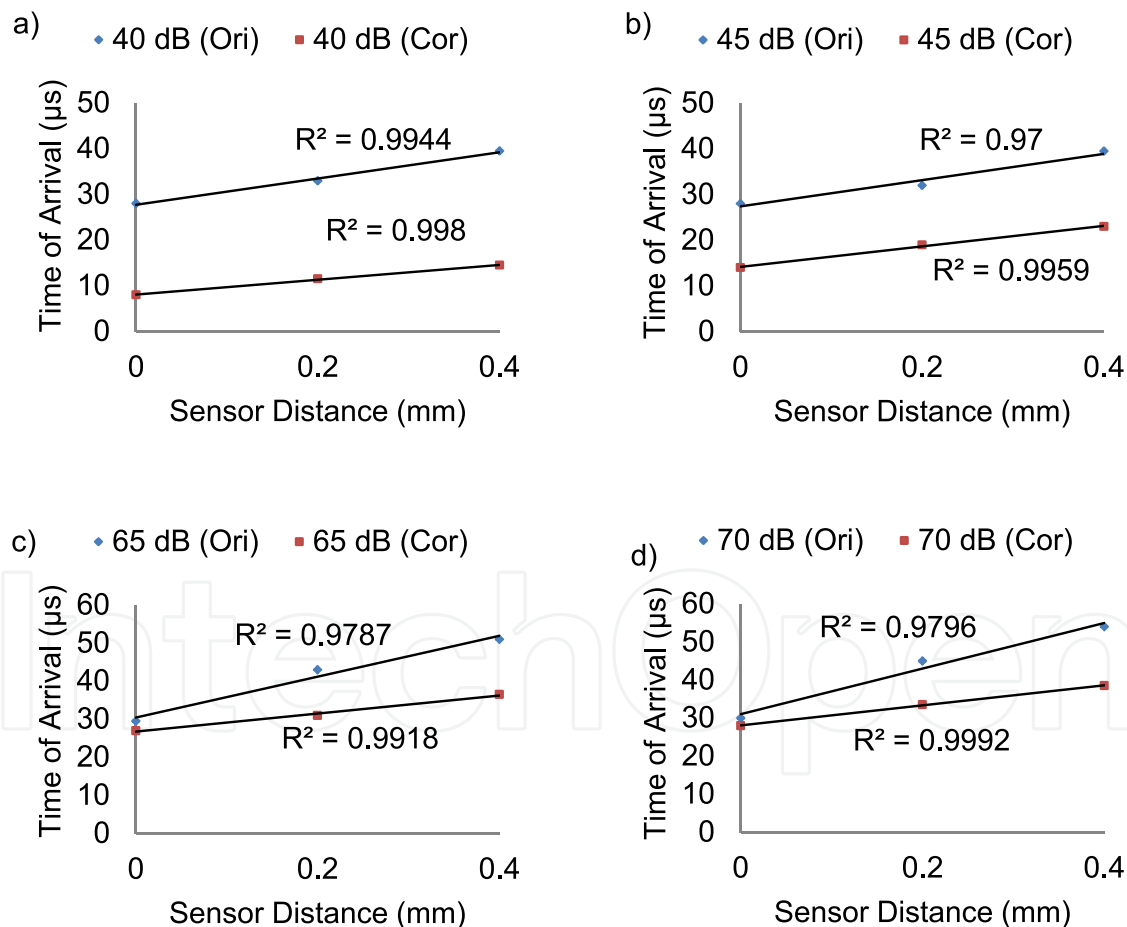 a)
40 dB (Ori) 40 dB (Cor)
50
40
30
20
10
0
Time of Arrival (µs)
R² = 0.9944
R² = 0.998
0 0.2 0.4
Sensor Distance (mm)
b)
45 dB (Ori) 45 dB (Cor)
50
40
30
20
10
0
Time of Arrival (µs)
R² = 0.97
R² = 0.9959
0 0.2 0.4
Sensor Distance (mm)
c)
65 dB (Ori) 65 dB (Cor)
60
50
40
30
20
10
0
Time of Arrival (µs)
R² = 0.9787
R² = 0.9918
0 0.2 0.4
Sensor Distance (mm)
d)
70 dB (Ori) 70 dB (Cor)
60
50
40
30
20
10
0
Time of Arrival (µs)
R² = 0.9796
R² = 0.9992
0 0.2 0.4
Sensor Distance (mm)
IntechOpen